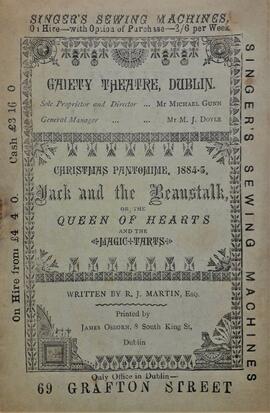 SINGER'S SEWING MACHINES,
On Hire—with Option of Purchase—2/6 per Week
GAIETY THEATRE, DUBLIN.
Sole Proprietor and Director ... Mr Michael Gunn
General Manager ... ... Mr M. J. Doyle
CHRISTMAS PANTOMIME, 1884-5,
Jack and the Beanstalk,
OR, THE
QUEEN OF HEARTS
AND THE
MAGIC TARTS
WRITTEN BY R. J. MARTIN, Esq.
Printed by
James Osborn, 8 South King St,
Dublin
Only Office in Dublin—
69 GRAFTON STREET
On Hire from £4 4 0. Cash £3 16 0
SINGERS SEWING MACHINES